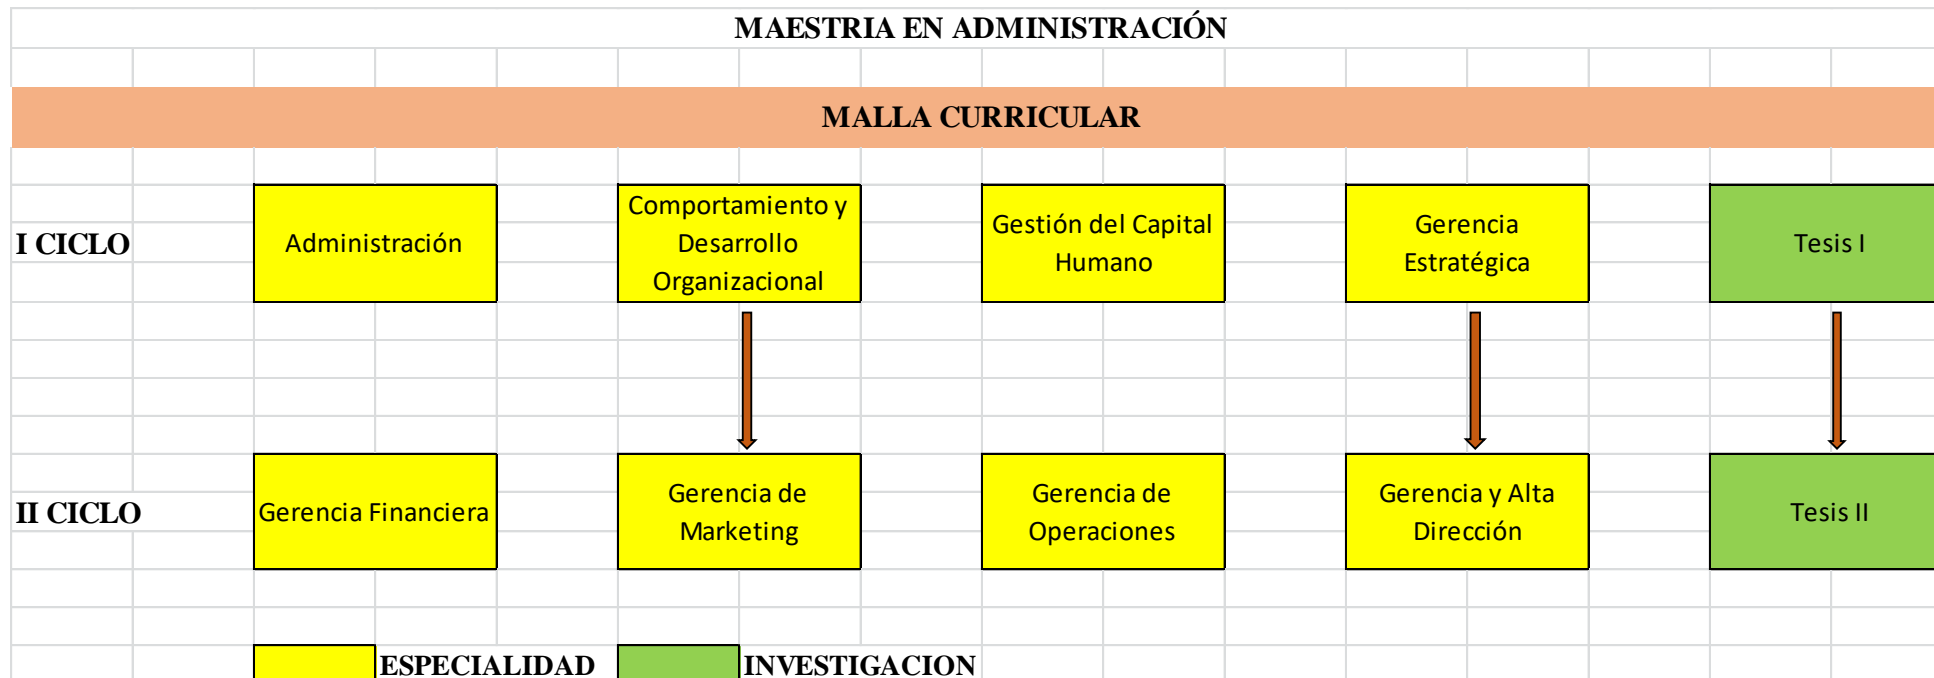 MAESTRIA EN ADMINISTRACIÓN
MALLA CURRICULAR
I CICLO
Administración
Comportamiento y
Desarrollo
Organizacional
Gestión del Capital
Humano
Gerencia
Estratégica
Tesis I
II CICLO
Gerencia Financiera
Gerencia de
Marketing
Gerencia de
Operaciones
Gerencia y Alta
Dirección
Tesis II
ESPECIALIDAD
INVESTIGACION